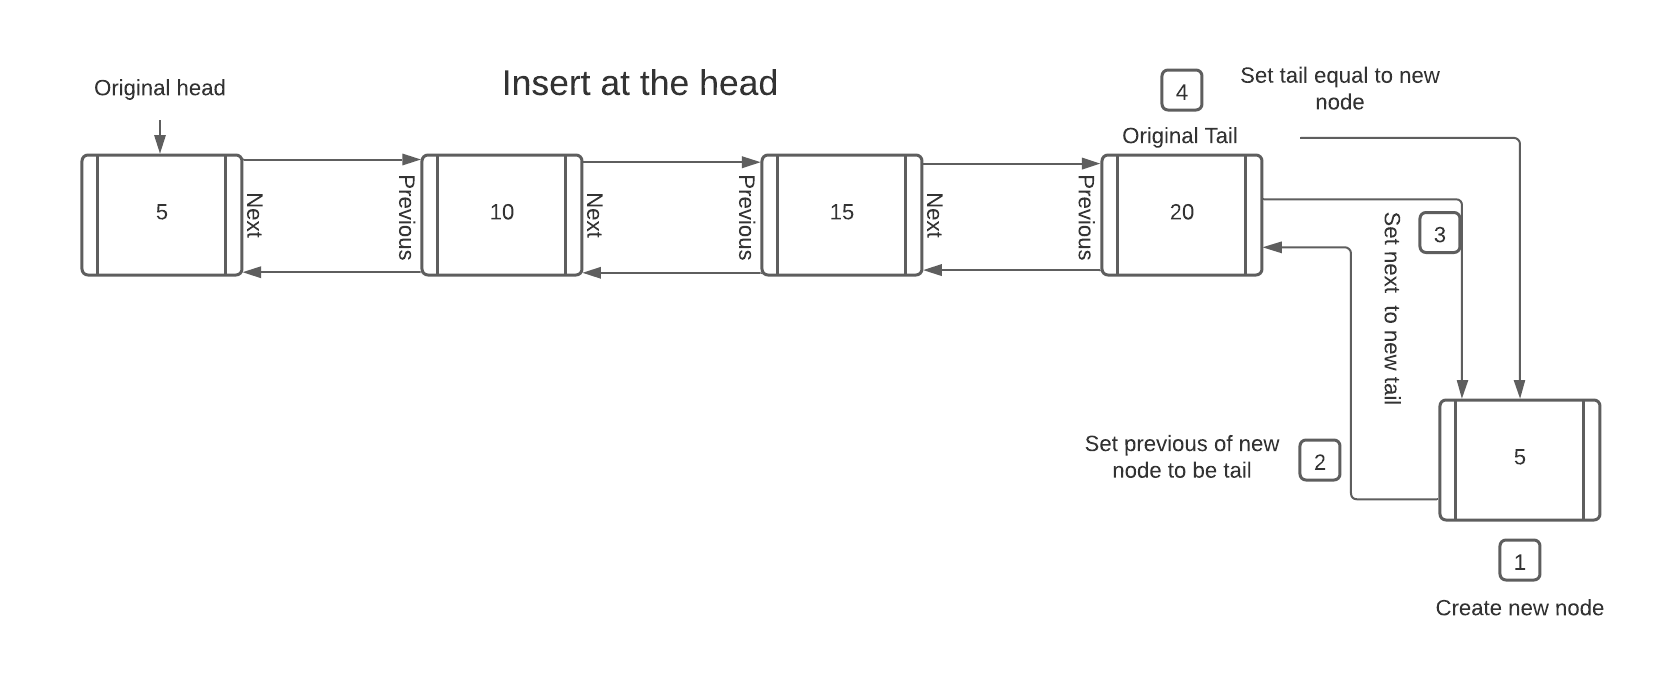 Insert at the head
Original head
4
Set tail equal to new
node
Original Tail
5
Next
Previous
10
Next
Previous
15
Next
Previous
20
Set next to new tail
3
Set previous of new
node to be tail
2
5
1
Create new node